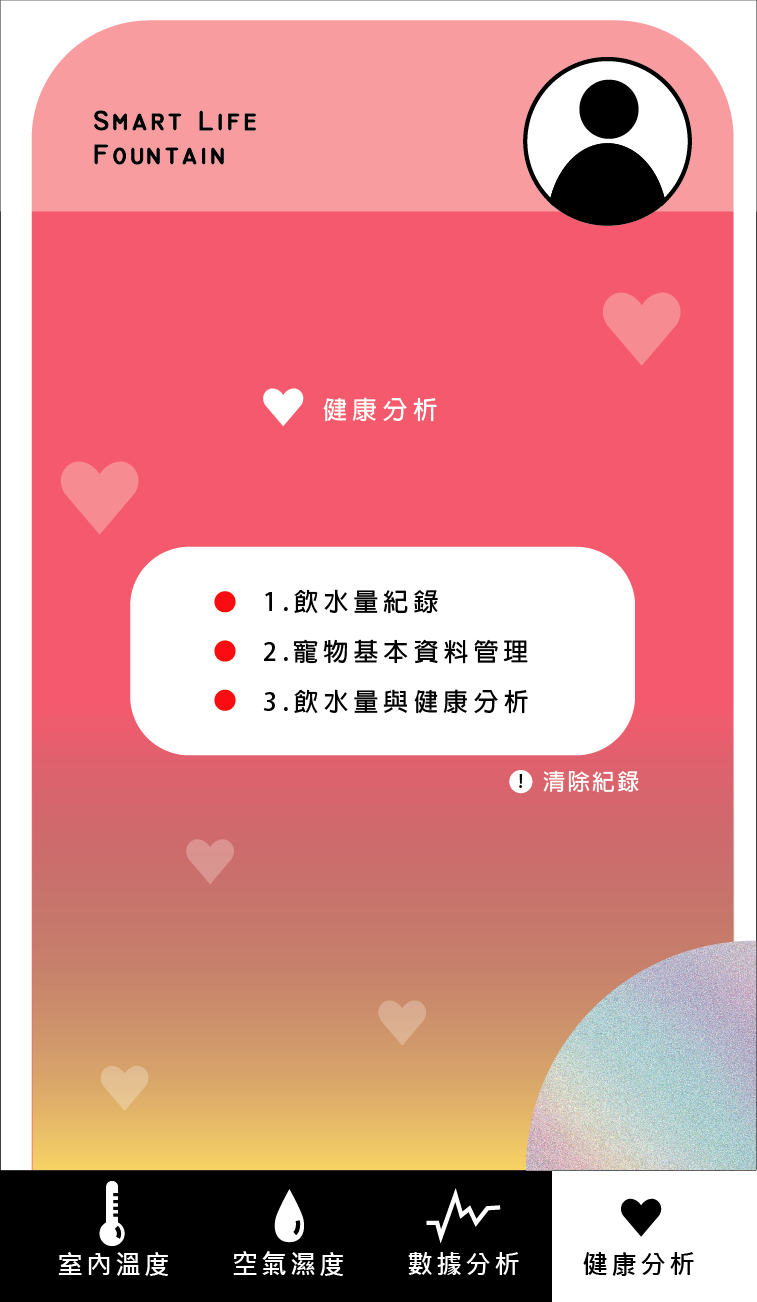 SMART LIFE
FOUNTAIN
健康分析
1.飲水量紀錄
2.寵物基本資料管理
3.飲水量與健康分析
! 清除紀錄
室內溫度
空氣濕度
數據分析
健康分析